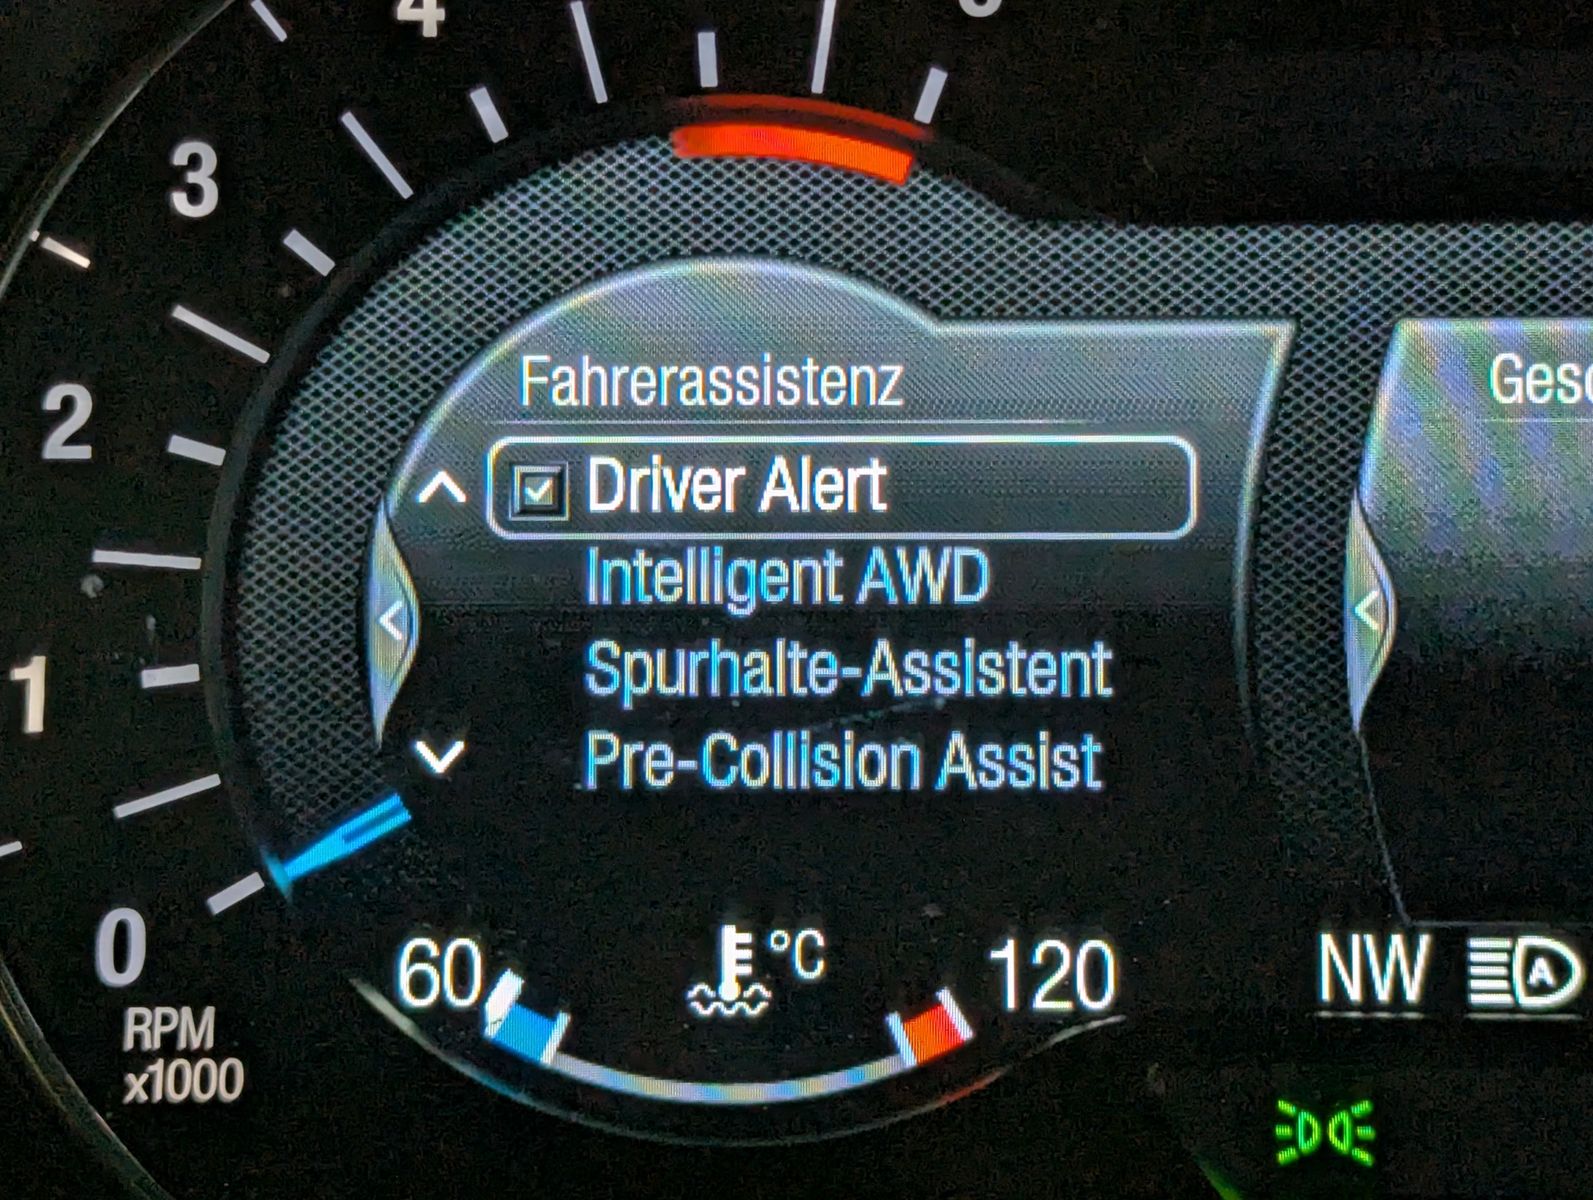 4
3
2
1
0
RPM
x1000
Fahrerassistenz
Driver Alert
Intelligent AWD
Spurhalte-Assistent
Pre-Collision Assist
60
°C
120
NW
A